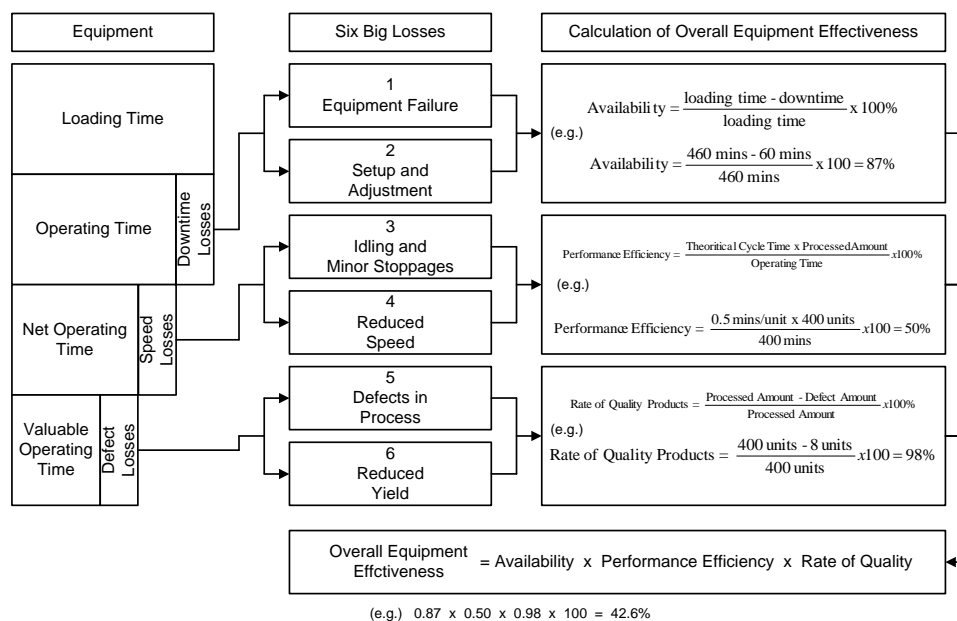 Equipment
Six Big Losses
Calculation of Overall Equipment Effectiveness
Loading Time
Operating Time
Downtime
Losses
Net Operating
Time
Speed
Losses
Valuable
Operating
Time
Defect
Losses
1
Equipment Failure
2
Setup and
Adjustment
3
Idling and
Minor Stoppages
4
Reduced
Speed
5
Defects in
Process
6
Reduced
Yield
Availability = loading time - downtime / loading time x 100%
(e.g.)
Availability = 460 mins - 60 mins / 460 mins x 100 = 87%
Performance Efficiency = Theoritical Cycle Time x Processed Amount / Operating Time x100%
(e.g.)
Performance Efficiency = 0.5 mins/unit x 400 units / 400 mins x100 = 50%
Rate of Quality Products = Processed Amount - Defect Amount / Processed Amount x100%
(e.g.)
Rate of Quality Products = 400 units - 8 units / 400 units x100 = 98%
Overall Equipment
Effctiveness
= Availability x Performance Efficiency x Rate of Quality
(e.g.) 0.87 x 0.50 x 0.98 x 100 = 42.6%